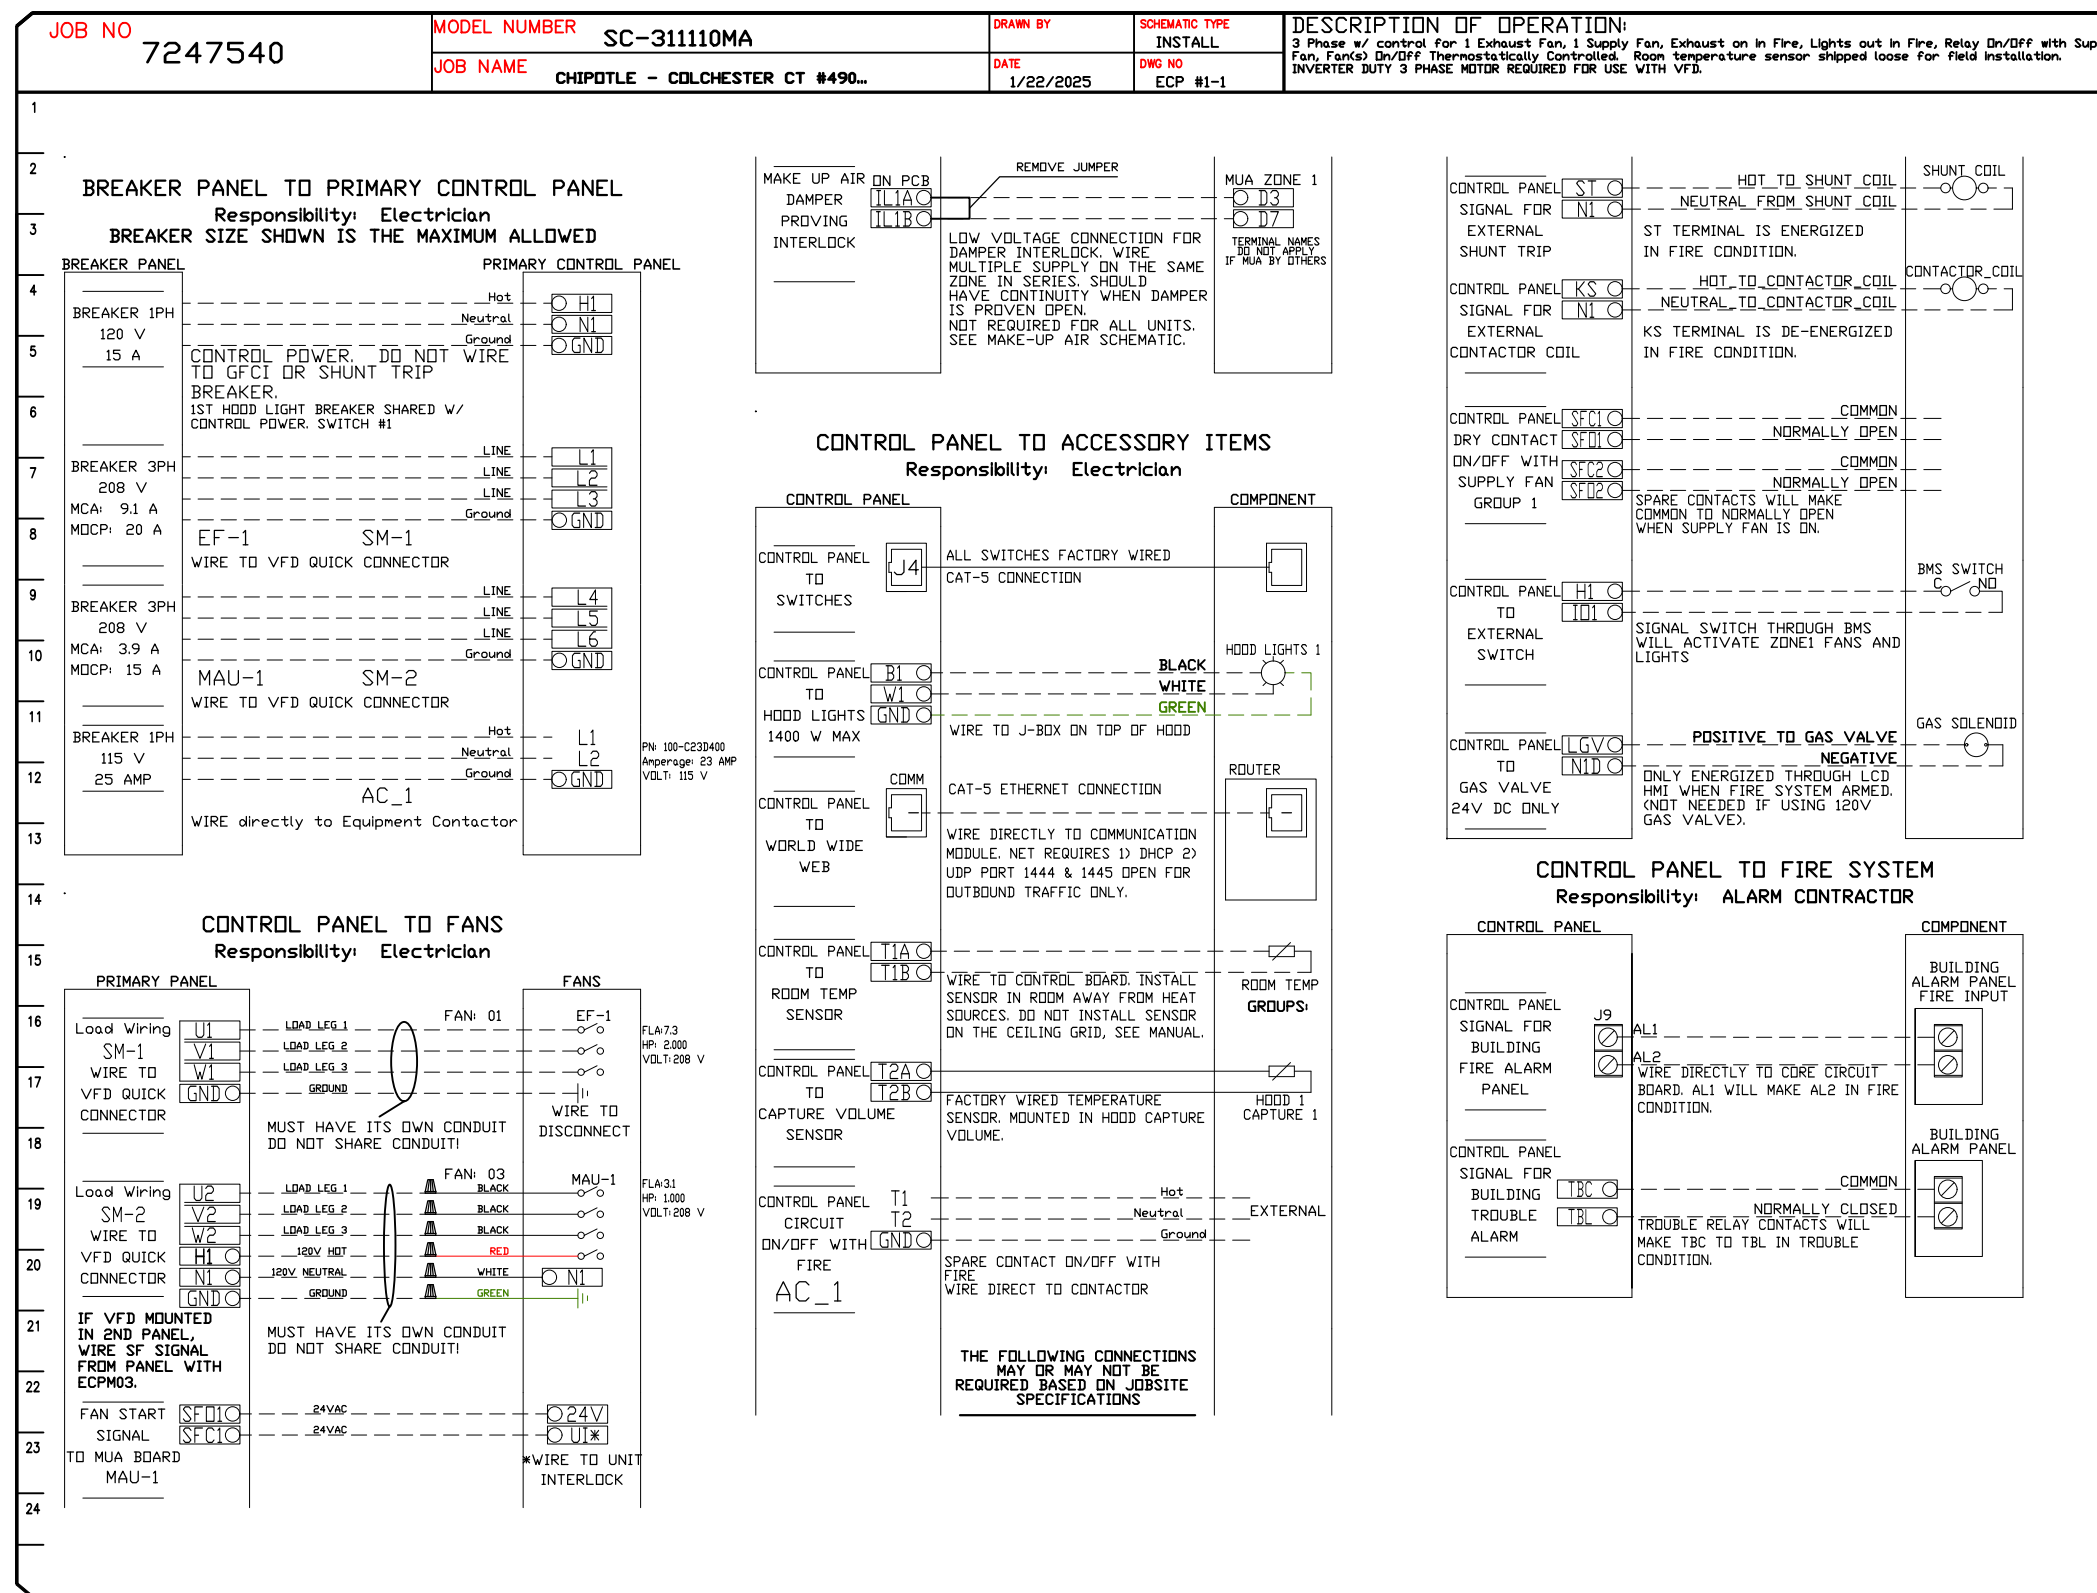 JOB NO
7247540
MODEL NUMBER
SC-311110MA
JOB NAME
CHIPOTLE - COLCHESTER CT #490...
DRAWN BY
DATE
1/22/2025
SCHEMATIC TYPE
INSTALL
DWG NO
ECP #1-1
DESCRIPTION OF OPERATION:
3 Phase w/ control for 1 Exhaust Fan, 1 Supply Fan, Exhaust on in Fire, Lights out in Fire, Relay On/Off with Sup
Fan, Fan(s) On/Off Thermostatically Controlled. Room temperature sensor shipped loose for field installation.
INVERTER DUTY 3 PHASE MOTOR REQUIRED FOR USE WITH VFD.
1
2
3
4
5
6
7
8
9
10
11
12
13
14
15
16
17
18
19
20
21
22
23
24
BREAKER PANEL TO PRIMARY CONTROL PANEL
Responsibility: Electrician
BREAKER SIZE SHOWN IS THE MAXIMUM ALLOWED
BREAKER PANEL
PRIMARY CONTROL PANEL
BREAKER 1PH
120 V
15 A
Hot
H1
Neutral
N1
Ground
GND
CONTROL POWER. DO NOT WIRE
TO GFCI OR SHUNT TRIP
BREAKER.
1ST HOOD LIGHT BREAKER SHARED W/
CONTROL POWER. SWITCH #1
BREAKER 3PH
208 V
MCA: 9.1 A
MOCP: 20 A
LINE
L1
LINE
L2
LINE
L3
Ground
GND
EF-1
SM-1
WIRE TO VFD QUICK CONNECTOR
BREAKER 3PH
208 V
MCA: 3.9 A
MOCP: 15 A
LINE
L4
LINE
L5
LINE
L6
Ground
GND
MAU-1
SM-2
WIRE TO VFD QUICK CONNECTOR
BREAKER 1PH
115 V
25 AMP
Hot
L1
Neutral
L2
Ground
GND
PN: 100-C23D400
Amperage: 23 AMP
VOLT: 115 V
AC_1
WIRE directly to Equipment Contactor
CONTROL PANEL TO FANS
Responsibility: Electrician
PRIMARY PANEL
FANS
Load Wiring
SM-1
WIRE TO
VFD QUICK
CONNECTOR
U1
V1
W1
GND
LOAD LEG 1
LOAD LEG 2
LOAD LEG 3
GROUND
FAN: 01
EF-1
FLA:7.3
HP: 2.000
VOLT: 208 V
WIRE TO
DISCONNECT
MUST HAVE ITS OWN CONDUIT
DO NOT SHARE CONDUIT!
Load Wiring
SM-2
WIRE TO
VFD QUICK
CONNECTOR
U2
V2
W2
H1
N1
GND
LOAD LEG 1
LOAD LEG 2
LOAD LEG 3
120V HOT
120V NEUTRAL
GROUND
FAN: 03
BLACK
BLACK
BLACK
RED
WHITE
GREEN
MAU-1
N1
FLA:3.1
HP: 1.000
VOLT: 208 V
MUST HAVE ITS OWN CONDUIT
DO NOT SHARE CONDUIT!
IF VFD MOUNTED
IN 2ND PANEL,
WIRE SF SIGNAL
FROM PANEL WITH
ECPM03.
FAN START
SIGNAL
TO MUA BOARD
MAU-1
SFO1
SFC1
24VAC
24VAC
24V
UI*
*WIRE TO UNIT
INTERLOCK
MAKE UP AIR
DAMPER
PROVING
INTERLOCK
ON PCB
IL1A
IL1B
REMOVE JUMPER
MUA ZONE 1
D3
D7
TERMINAL NAMES
DO NOT APPLY
IF MUA BY OTHERS
LOW VOLTAGE CONNECTION FOR
DAMPER INTERLOCK. WIRE
MULTIPLE SUPPLY ON THE SAME
ZONE IN SERIES. SHOULD
HAVE CONTINUITY WHEN DAMPER
IS PROVEN OPEN.
NOT REQUIRED FOR ALL UNITS.
SEE MAKE-UP AIR SCHEMATIC.
CONTROL PANEL TO ACCESSORY ITEMS
Responsibility: Electrician
CONTROL PANEL
COMPONENT
CONTROL PANEL
TO
SWITCHES
J4
ALL SWITCHES FACTORY WIRED
CAT-5 CONNECTION
CONTROL PANEL
TO
HOOD LIGHTS
1400 W MAX
B1
W1
GND
BLACK
WHITE
GREEN
HOOD LIGHTS 1
WIRE TO J-BOX ON TOP OF HOOD
CONTROL PANEL
TO
WORLD WIDE
WEB
COMM
CAT-5 ETHERNET CONNECTION
ROUTER
WIRE DIRECTLY TO COMMUNICATION
MODULE. NET REQUIRES 1) DHCP 2)
UDP PORT 1444 & 1445 OPEN FOR
OUTBOUND TRAFFIC ONLY.
CONTROL PANEL
TO
ROOM TEMP
SENSOR
T1A
T1B
WIRE TO CONTROL BOARD. INSTALL
SENSOR IN ROOM AWAY FROM HEAT
SOURCES. DO NOT INSTALL SENSOR
ON THE CEILING GRID, SEE MANUAL.
ROOM TEMP
GROUPS:
CONTROL PANEL
TO
CAPTURE VOLUME
SENSOR
T2A
T2B
FACTORY WIRED TEMPERATURE
SENSOR. MOUNTED IN HOOD CAPTURE
VOLUME.
HOOD 1
CAPTURE 1
CONTROL PANEL
CIRCUIT
ON/OFF WITH
FIRE
AC_1
T1
T2
GND
Hot
Neutral
Ground
EXTERNAL
SPARE CONTACT ON/OFF WITH
FIRE
WIRE DIRECT TO CONTACTOR
THE FOLLOWING CONNECTIONS
MAY OR MAY NOT BE
REQUIRED BASED ON JOBSITE
SPECIFICATIONS
CONTROL PANEL
SIGNAL FOR
EXTERNAL
SHUNT TRIP
ST
N1
HOT TO SHUNT COIL
NEUTRAL FROM SHUNT COIL
SHUNT COIL
ST TERMINAL IS ENERGIZED
IN FIRE CONDITION.
CONTROL PANEL
SIGNAL FOR
EXTERNAL
CONTACTOR COIL
KS
N1
HOT TO CONTACTOR COIL
NEUTRAL TO CONTACTOR COIL
CONTACTOR COIL
KS TERMINAL IS DE-ENERGIZED
IN FIRE CONDITION.
CONTROL PANEL
DRY CONTACT
ON/OFF WITH
SUPPLY FAN
GROUP 1
SFC1
SFO1
SFC2
SFO2
COMMON
NORMALLY OPEN
COMMON
NORMALLY OPEN
SPARE CONTACTS WILL MAKE
COMMON TO NORMALLY OPEN
WHEN SUPPLY FAN IS ON.
CONTROL PANEL
TO
EXTERNAL
SWITCH
H1
IO1
BMS SWITCH
C
NO
SIGNAL SWITCH THROUGH BMS
WILL ACTIVATE ZONE1 FANS AND
LIGHTS
CONTROL PANEL
TO
GAS VALVE
24V DC ONLY
LGV
N1D
POSITIVE TO GAS VALVE
NEGATIVE
GAS SOLENOID
ONLY ENERGIZED THROUGH LCD
HMI WHEN FIRE SYSTEM ARMED.
(NOT NEEDED IF USING 120V
GAS VALVE).
CONTROL PANEL TO FIRE SYSTEM
Responsibility: ALARM CONTRACTOR
CONTROL PANEL
COMPONENT
CONTROL PANEL
SIGNAL FOR
BUILDING
FIRE ALARM
PANEL
J9
AL1
AL2
BUILDING
ALARM PANEL
FIRE INPUT
WIRE DIRECTLY TO CORE CIRCUIT
BOARD. AL1 WILL MAKE AL2 IN FIRE
CONDITION.
CONTROL PANEL
SIGNAL FOR
BUILDING
TROUBLE
ALARM
TBC
TBL
COMMON
NORMALLY CLOSED
BUILDING
ALARM PANEL
TROUBLE RELAY CONTACTS WILL
MAKE TBC TO TBL IN TROUBLE
CONDITION.